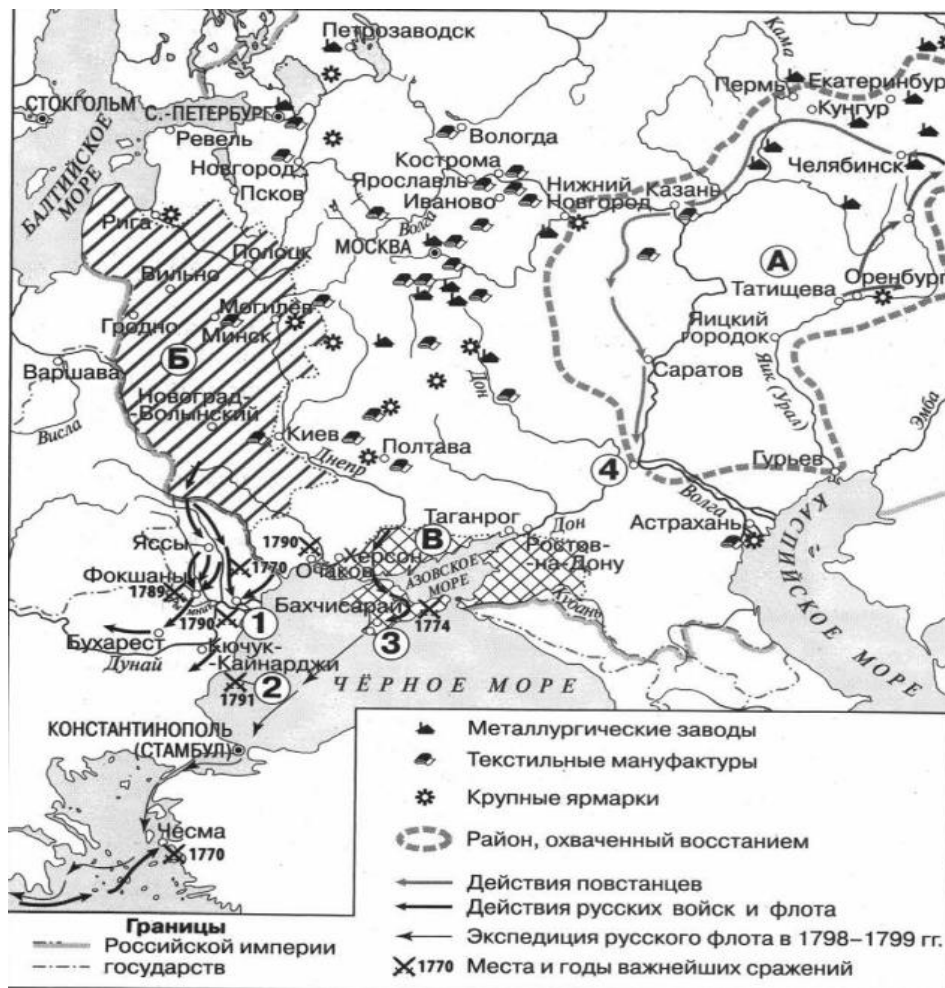 Петрозаводск
Кама
СТОКГОЛЬМ
С.-ПЕТЕРБУРГ
Ревель
Новгород
Псков
БАЛТИЙСКОЕ
МОРЕ
Вологда
Кострома
Ярославль
Иваново
Нижний
Новгород
Казань
Пермь
Екатеринбур
Кунгур
Челябинск
Рига
Полоцк
Волга
МОСКВА
Вильно
Могилёв
Гродно
Минск
А
Татищева
Оренбург
Яицкий
городок
Б
Варшава
Висла
Новоград-
-Волынский
Дон
Саратов
Яик (Урал)
Эмба
Киев
Днепр
Полтава
4
Волга
Гурьев
Астрахань
КАСПИЙСКОЕ
МОРЕ
Таганрог
Дон
Ростов-
-на-Дону
В
Яссы
1790
1770
Херсон
Очаков
АЗОВСКОЕ
МОРЕ
Фокшаны
1789
1790
1
Бахчисарай
1774
3
Кубань
Бухарест
Дунай
Кючук-
-Кайнарджи
2
1791
ЧЁРНОЕ МОРЕ
КОНСТАНТИНОПОЛЬ
(СТАМБУЛ)
Чесма
1770
Металлургические заводы
Текстильные мануфактуры
Крупные ярмарки
Район, охваченный восстанием
Действия повстанцев
Действия русских войск и флота
Экспедиция русского флота в 1798–1799 гг.
1770 Места и годы важнейших сражений
Границы
Российской империи
государств